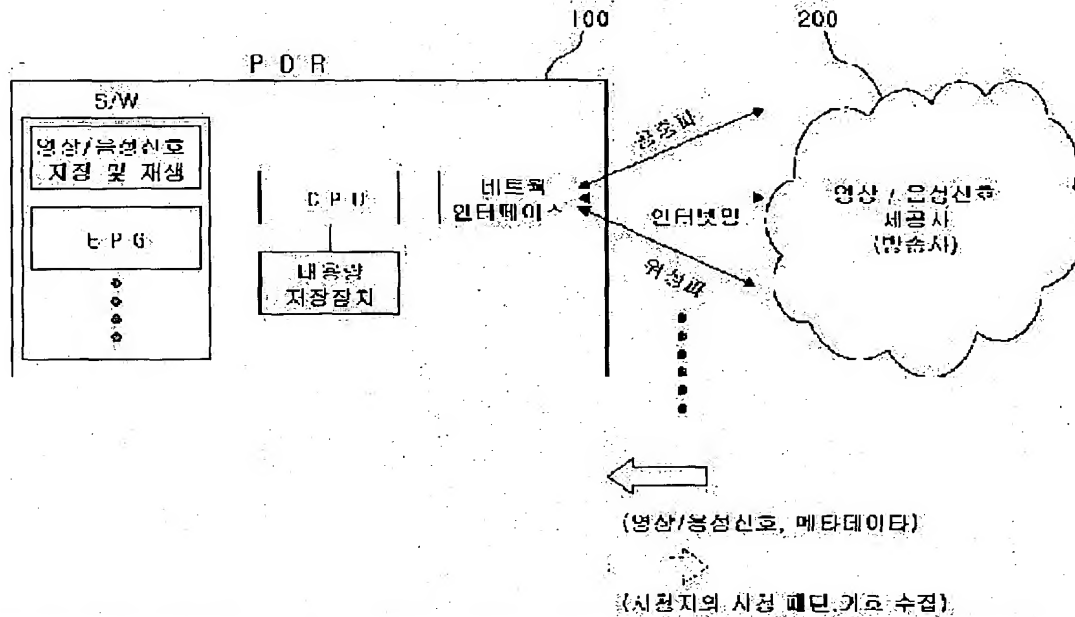 100
200
P D R
S/W
영상/음성신호
저장 및 재생
E P G
C P U
대용량
저장장치
네트웍
인터페이스
공중파
인터넷망
위성파
영상 / 음성신호
제공사
(방송사)
(영상/음성신호, 메타데이타)
(시청자의 시청 패턴,기호 수집)